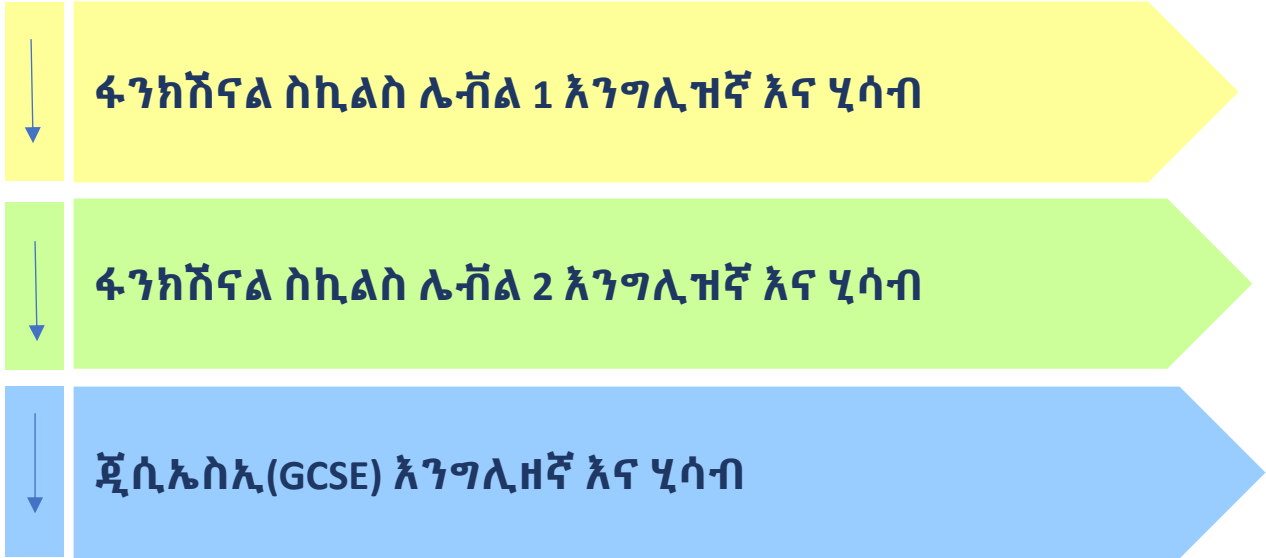 ፋንክሽናል ስኪልስ ሌቭል 1 እንግሊዝኛ እና ሂሳብ
ፋንክሽናል ስኪልስ ሌቭል 2 እንግሊዝኛ እና ሂሳብ
ጂሲኤስኢ(GCSE) እንግሊዘኛ እና ሂሳብ